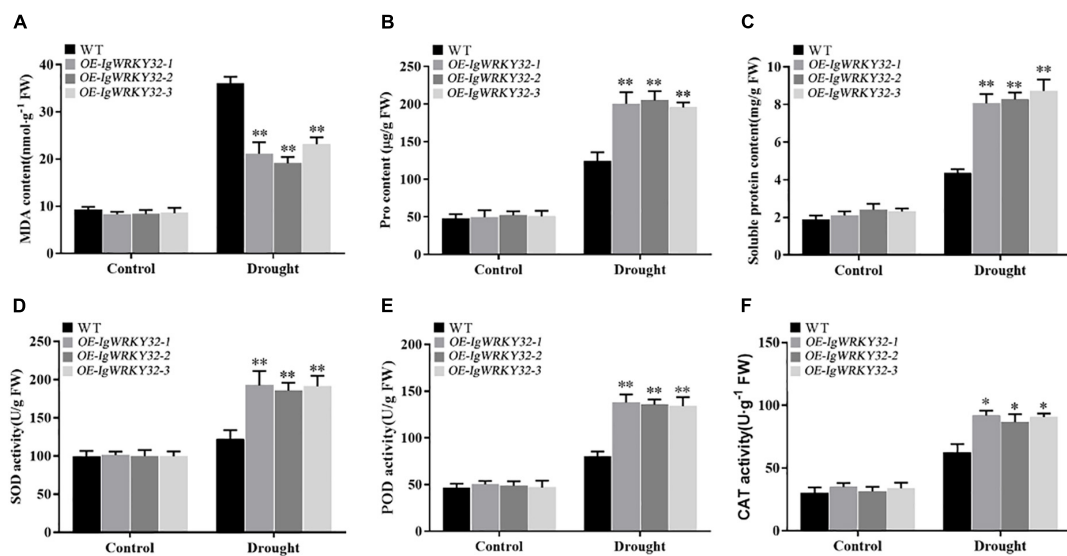 A
WT
OE-IgWRKY32-1
OE-IgWRKY32-2
OE-IgWRKY32-3
MDA content(nmol·g⁻¹ FW)
40
30
20
10
0
** ** **
Control Drought
B
WT
OE-IgWRKY32-1
OE-IgWRKY32-2
OE-IgWRKY32-3
Pro content (μg/g FW)
250
200
150
100
50
0
** ** **
Control Drought
C
WT
OE-IgWRKY32-1
OE-IgWRKY32-2
OE-IgWRKY32-3
Soluble protein content(mg/g FW)
10
8
6
4
2
0
** ** **
Control Drought
D
WT
OE-IgWRKY32-1
OE-IgWRKY32-2
OE-IgWRKY32-3
SOD activity(U/g FW)
250
200
150
100
50
0
** ** **
Control Drought
E
WT
OE-IgWRKY32-1
OE-IgWRKY32-2
OE-IgWRKY32-3
POD activity(U/g FW)
200
150
100
50
0
** ** **
Control Drought
F
WT
OE-IgWRKY32-1
OE-IgWRKY32-2
OE-IgWRKY32-3
CAT activity(U·g⁻¹ FW)
150
100
50
0
* * *
Control Drought